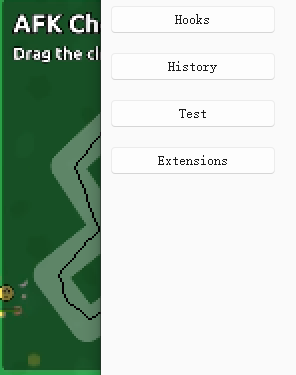 AFK Ch
Drag the cl
Hooks
History
Test
Extensions